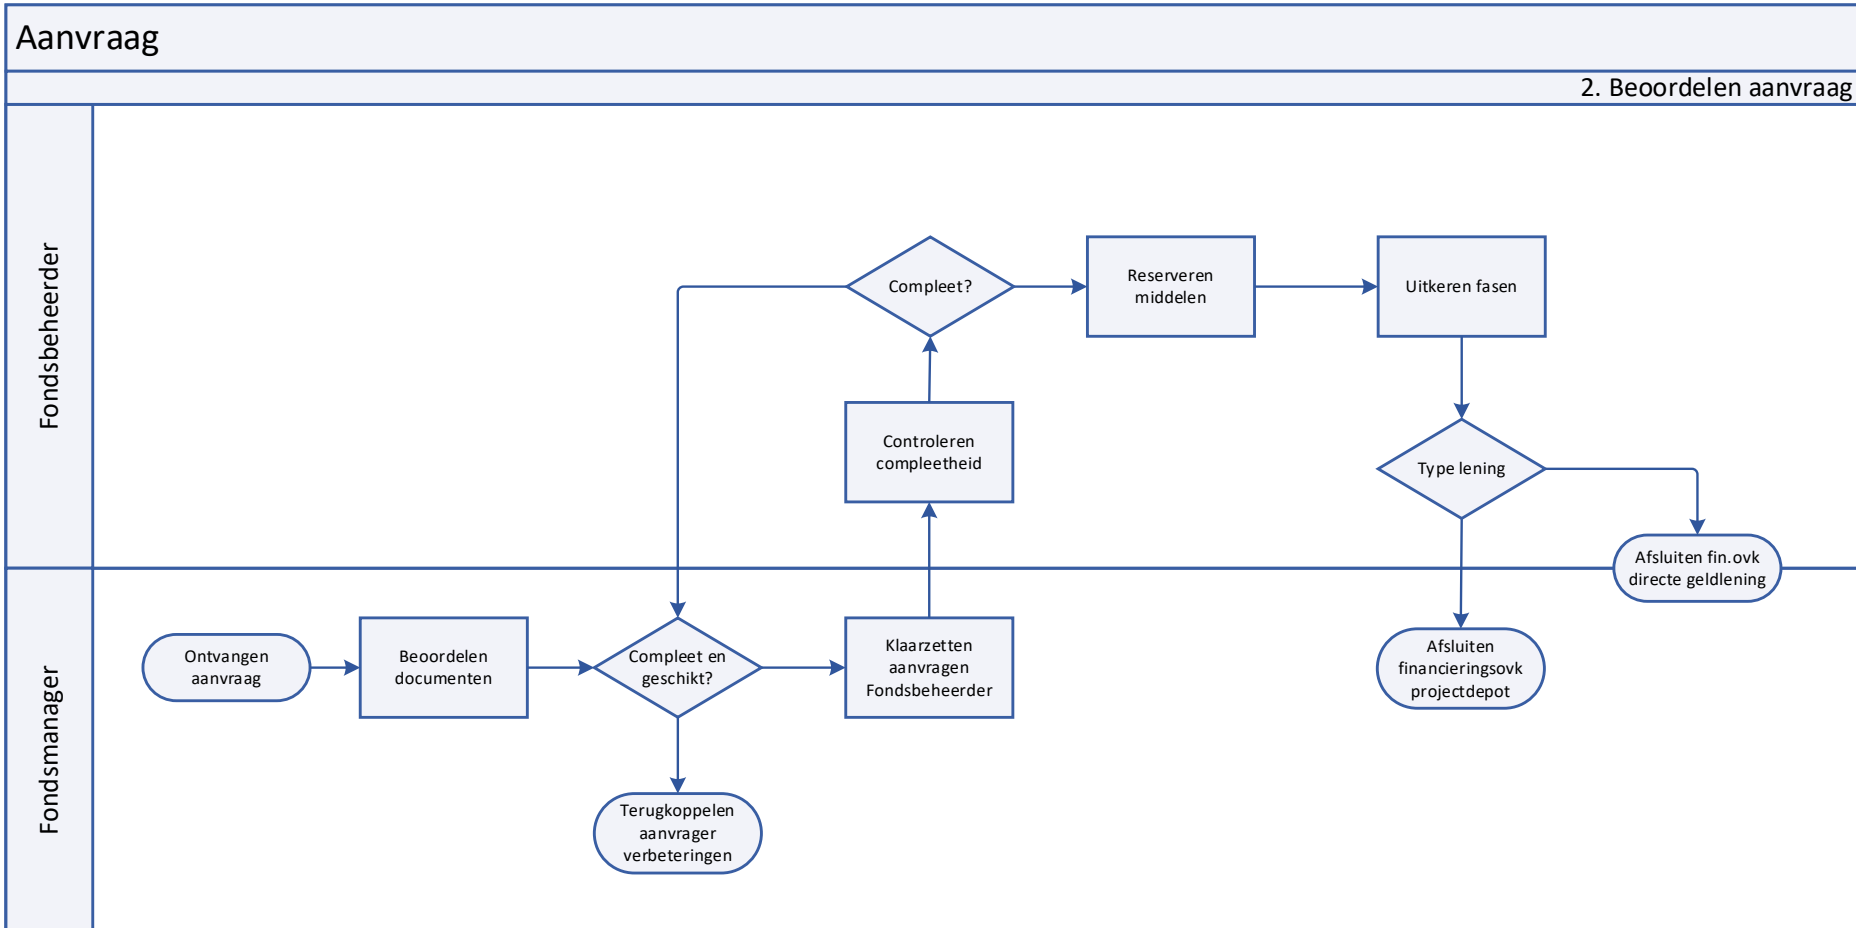 Aanvraag
2. Beoordelen aanvraag
Fondsbeheerder
Compleet?
Reserveren
middelen
Uitkeren fasen
Controleren
compleetheid
Type lening
Afsluiten fin.ovk
directe geldlening
Fondsmanager
Ontvangen
aanvraag
Beoordelen
documenten
Compleet en
geschikt?
Klaarzetten
aanvragen
Fondsbeheerder
Afsluiten
financieringsovk
projectdepot
Terugkoppelen
aanvrager
verbeteringen